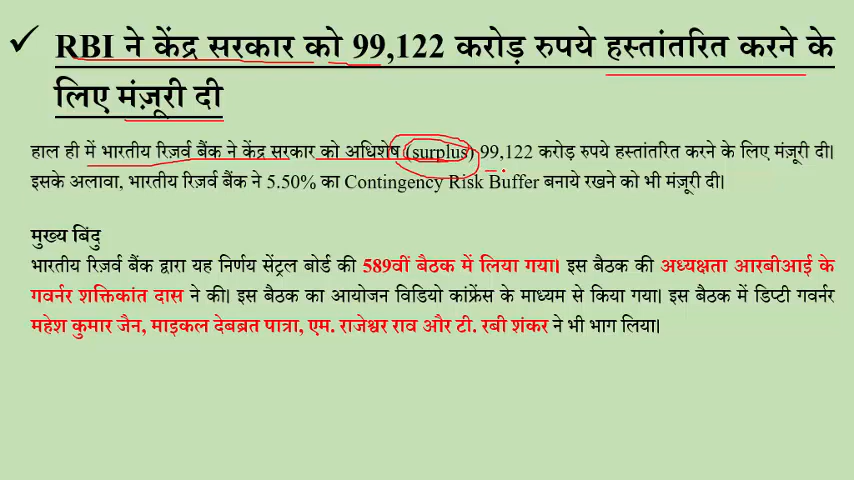 RBI ने केंद्र सरकार को 99,122 करोड़ रुपये हस्तांतरित करने के
लिए मंज़ूरी दी
हाल ही में भारतीय रिज़र्व बैंक ने केंद्र सरकार को अधिशेष (surplus) 99,122 करोड़ रुपये हस्तांतरित करने के लिए मंज़ूरी दी।
इसके अलावा, भारतीय रिज़र्व बैंक ने 5.50% का Contingency Risk Buffer बनाये रखने को भी मंज़ूरी दी।
मुख्य बिंदु
भारतीय रिज़र्व बैंक द्वारा यह निर्णय सेंट्रल बोर्ड की 589वीं बैठक में लिया गया। इस बैठक की अध्यक्षता आरबीआई के
गवर्नर शक्तिकांत दास ने की। इस बैठक का आयोजन विडियो कांफ्रेंस के माध्यम से किया गया। इस बैठक में डिप्टी गवर्नर
महेश कुमार जैन, माइकल देबब्रत पात्रा, एम. राजेश्वर राव और टी. रबी शंकर ने भी भाग लिया।